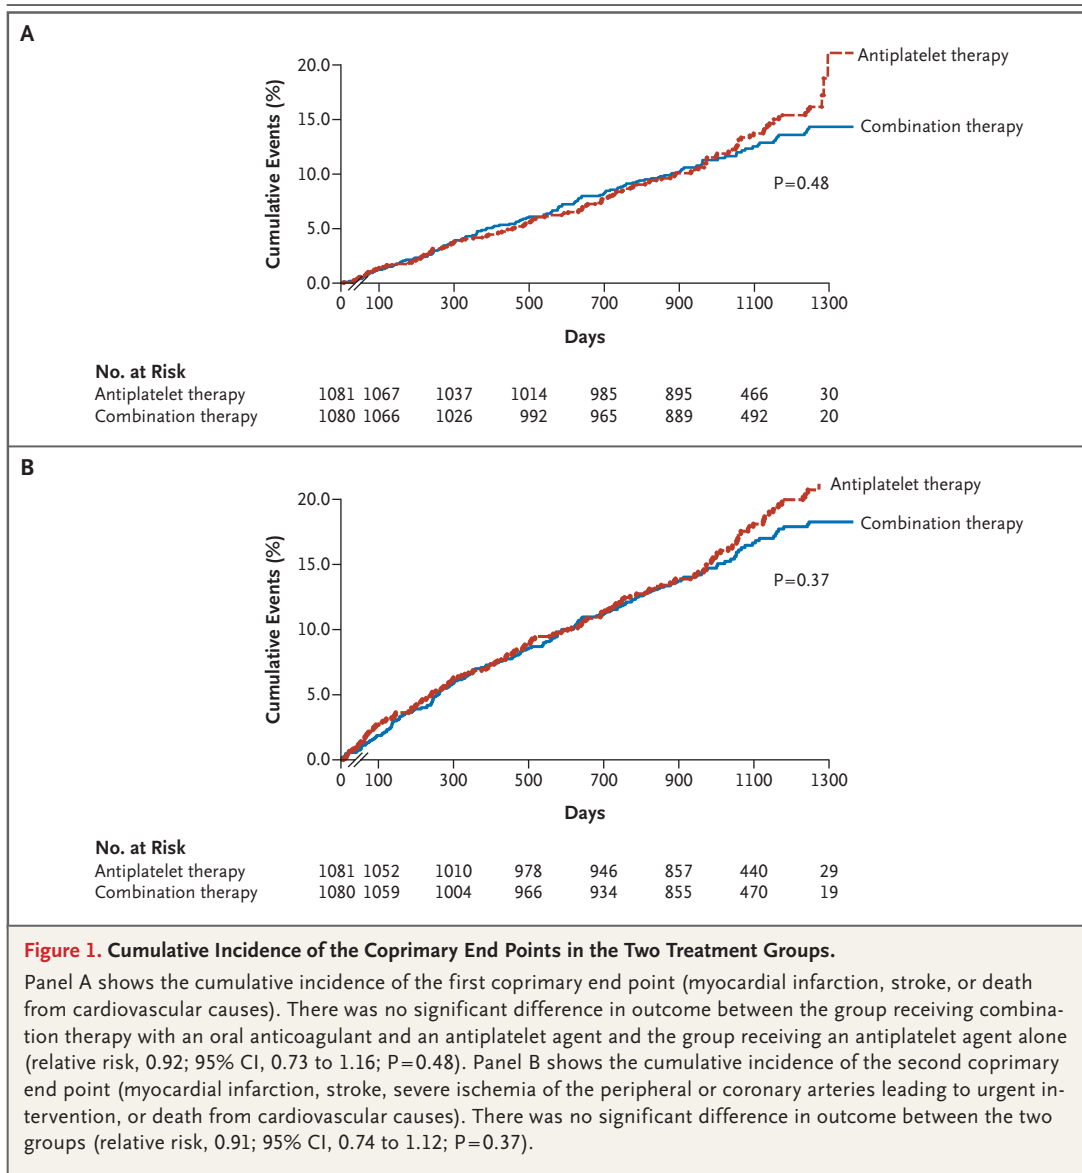 A
Cumulative Events (%)
20.0
15.0
10.0
5.0
0.0
Antiplatelet therapy
Combination therapy
P=0.48
0 100 300 500 700 900 1100 1300
Days
No. at Risk
Antiplatelet therapy 1081 1067 1037 1014 985 895 466 30
Combination therapy 1080 1066 1026 992 965 889 492 20
B
Cumulative Events (%)
20.0
15.0
10.0
5.0
0.0
Antiplatelet therapy
Combination therapy
P=0.37
0 100 300 500 700 900 1100 1300
Days
No. at Risk
Antiplatelet therapy 1081 1052 1010 978 946 857 440 29
Combination therapy 1080 1059 1004 966 934 855 470 19
Figure 1. Cumulative Incidence of the Coprimary End Points in the Two Treatment Groups.
Panel A shows the cumulative incidence of the first coprimary end point (myocardial infarction, stroke, or death
from cardiovascular causes). There was no significant difference in outcome between the group receiving combina-
tion therapy with an oral anticoagulant and an antiplatelet agent and the group receiving an antiplatelet agent alone
(relative risk, 0.92; 95% CI, 0.73 to 1.16; P=0.48). Panel B shows the cumulative incidence of the second coprimary
end point (myocardial infarction, stroke, severe ischemia of the peripheral or coronary arteries leading to urgent in-
tervention, or death from cardiovascular causes). There was no significant difference in outcome between the two
groups (relative risk, 0.91; 95% CI, 0.74 to 1.12; P=0.37).